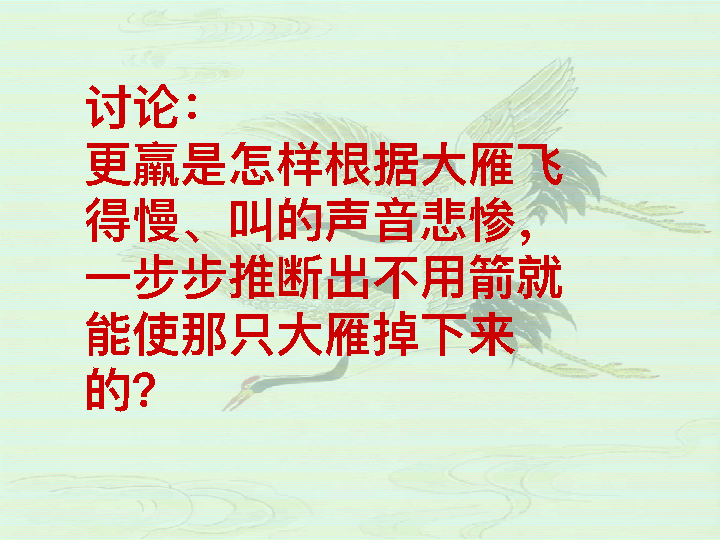 讨论：
更羸是怎样根据大雁飞
得慢、叫的声音悲惨，
一步步推断出不用箭就
能使那只大雁掉下来
的？